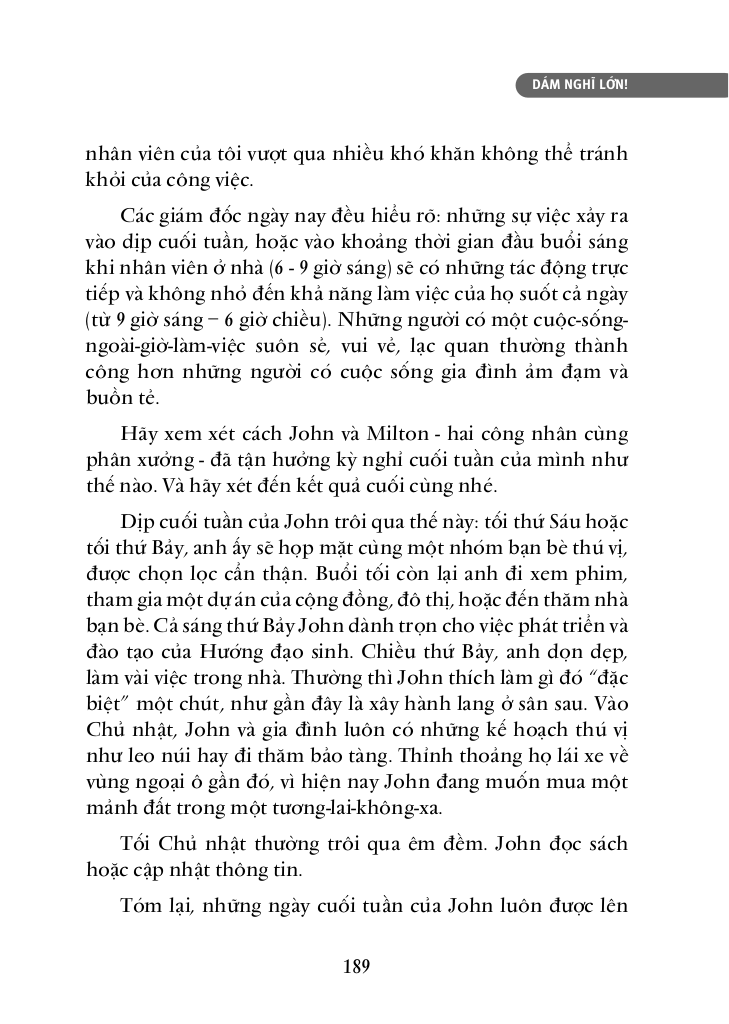 DÁM NGHĨ LỚN!
nhân viên của tôi vượt qua nhiều khó khăn không thể tránh
khỏi của công việc.
Các giám đốc ngày nay đều hiểu rõ: những sự việc xảy ra
vào dịp cuối tuần, hoặc vào khoảng thời gian đầu buổi sáng
khi nhân viên ở nhà (6 - 9 giờ sáng) sẽ có những tác động trực
tiếp và không nhỏ đến khả năng làm việc của họ suốt cả ngày
(từ 9 giờ sáng – 6 giờ chiều). Những người có một cuộc-sống-
ngoài-giờ-làm-việc suôn sẻ, vui vẻ, lạc quan thường thành
công hơn những người có cuộc sống gia đình ảm đạm và
buồn tẻ.
Hãy xem xét cách John và Milton - hai công nhân cùng
phân xưởng - đã tận hưởng kỳ nghỉ cuối tuần của mình như
thế nào. Và hãy xét đến kết quả cuối cùng nhé.
Dịp cuối tuần của John trôi qua thế này: tối thứ Sáu hoặc
tối thứ Bảy, anh ấy sẽ họp mặt cùng một nhóm bạn bè thú vị,
được chọn lọc cẩn thận. Buổi tối còn lại anh đi xem phim,
tham gia một dự án của cộng đồng, đô thị, hoặc đến thăm nhà
bạn bè. Cả sáng thứ Bảy John dành trọn cho việc phát triển và
đào tạo của Hướng đạo sinh. Chiều thứ Bảy, anh dọn dẹp,
làm vài việc trong nhà. Thường thì John thích làm gì đó “đặc
biệt” một chút, như gần đây là xây hành lang ở sân sau. Vào
Chủ nhật, John và gia đình luôn có những kế hoạch thú vị
như leo núi hay đi thăm bảo tàng. Thỉnh thoảng họ lái xe về
vùng ngoại ô gần đó, vì hiện nay John đang muốn mua một
mảnh đất trong một tương-lai-không-xa.
Tối Chủ nhật thường trôi qua êm đềm. John đọc sách
hoặc cập nhật thông tin.
Tóm lại, những ngày cuối tuần của John luôn được lên
189